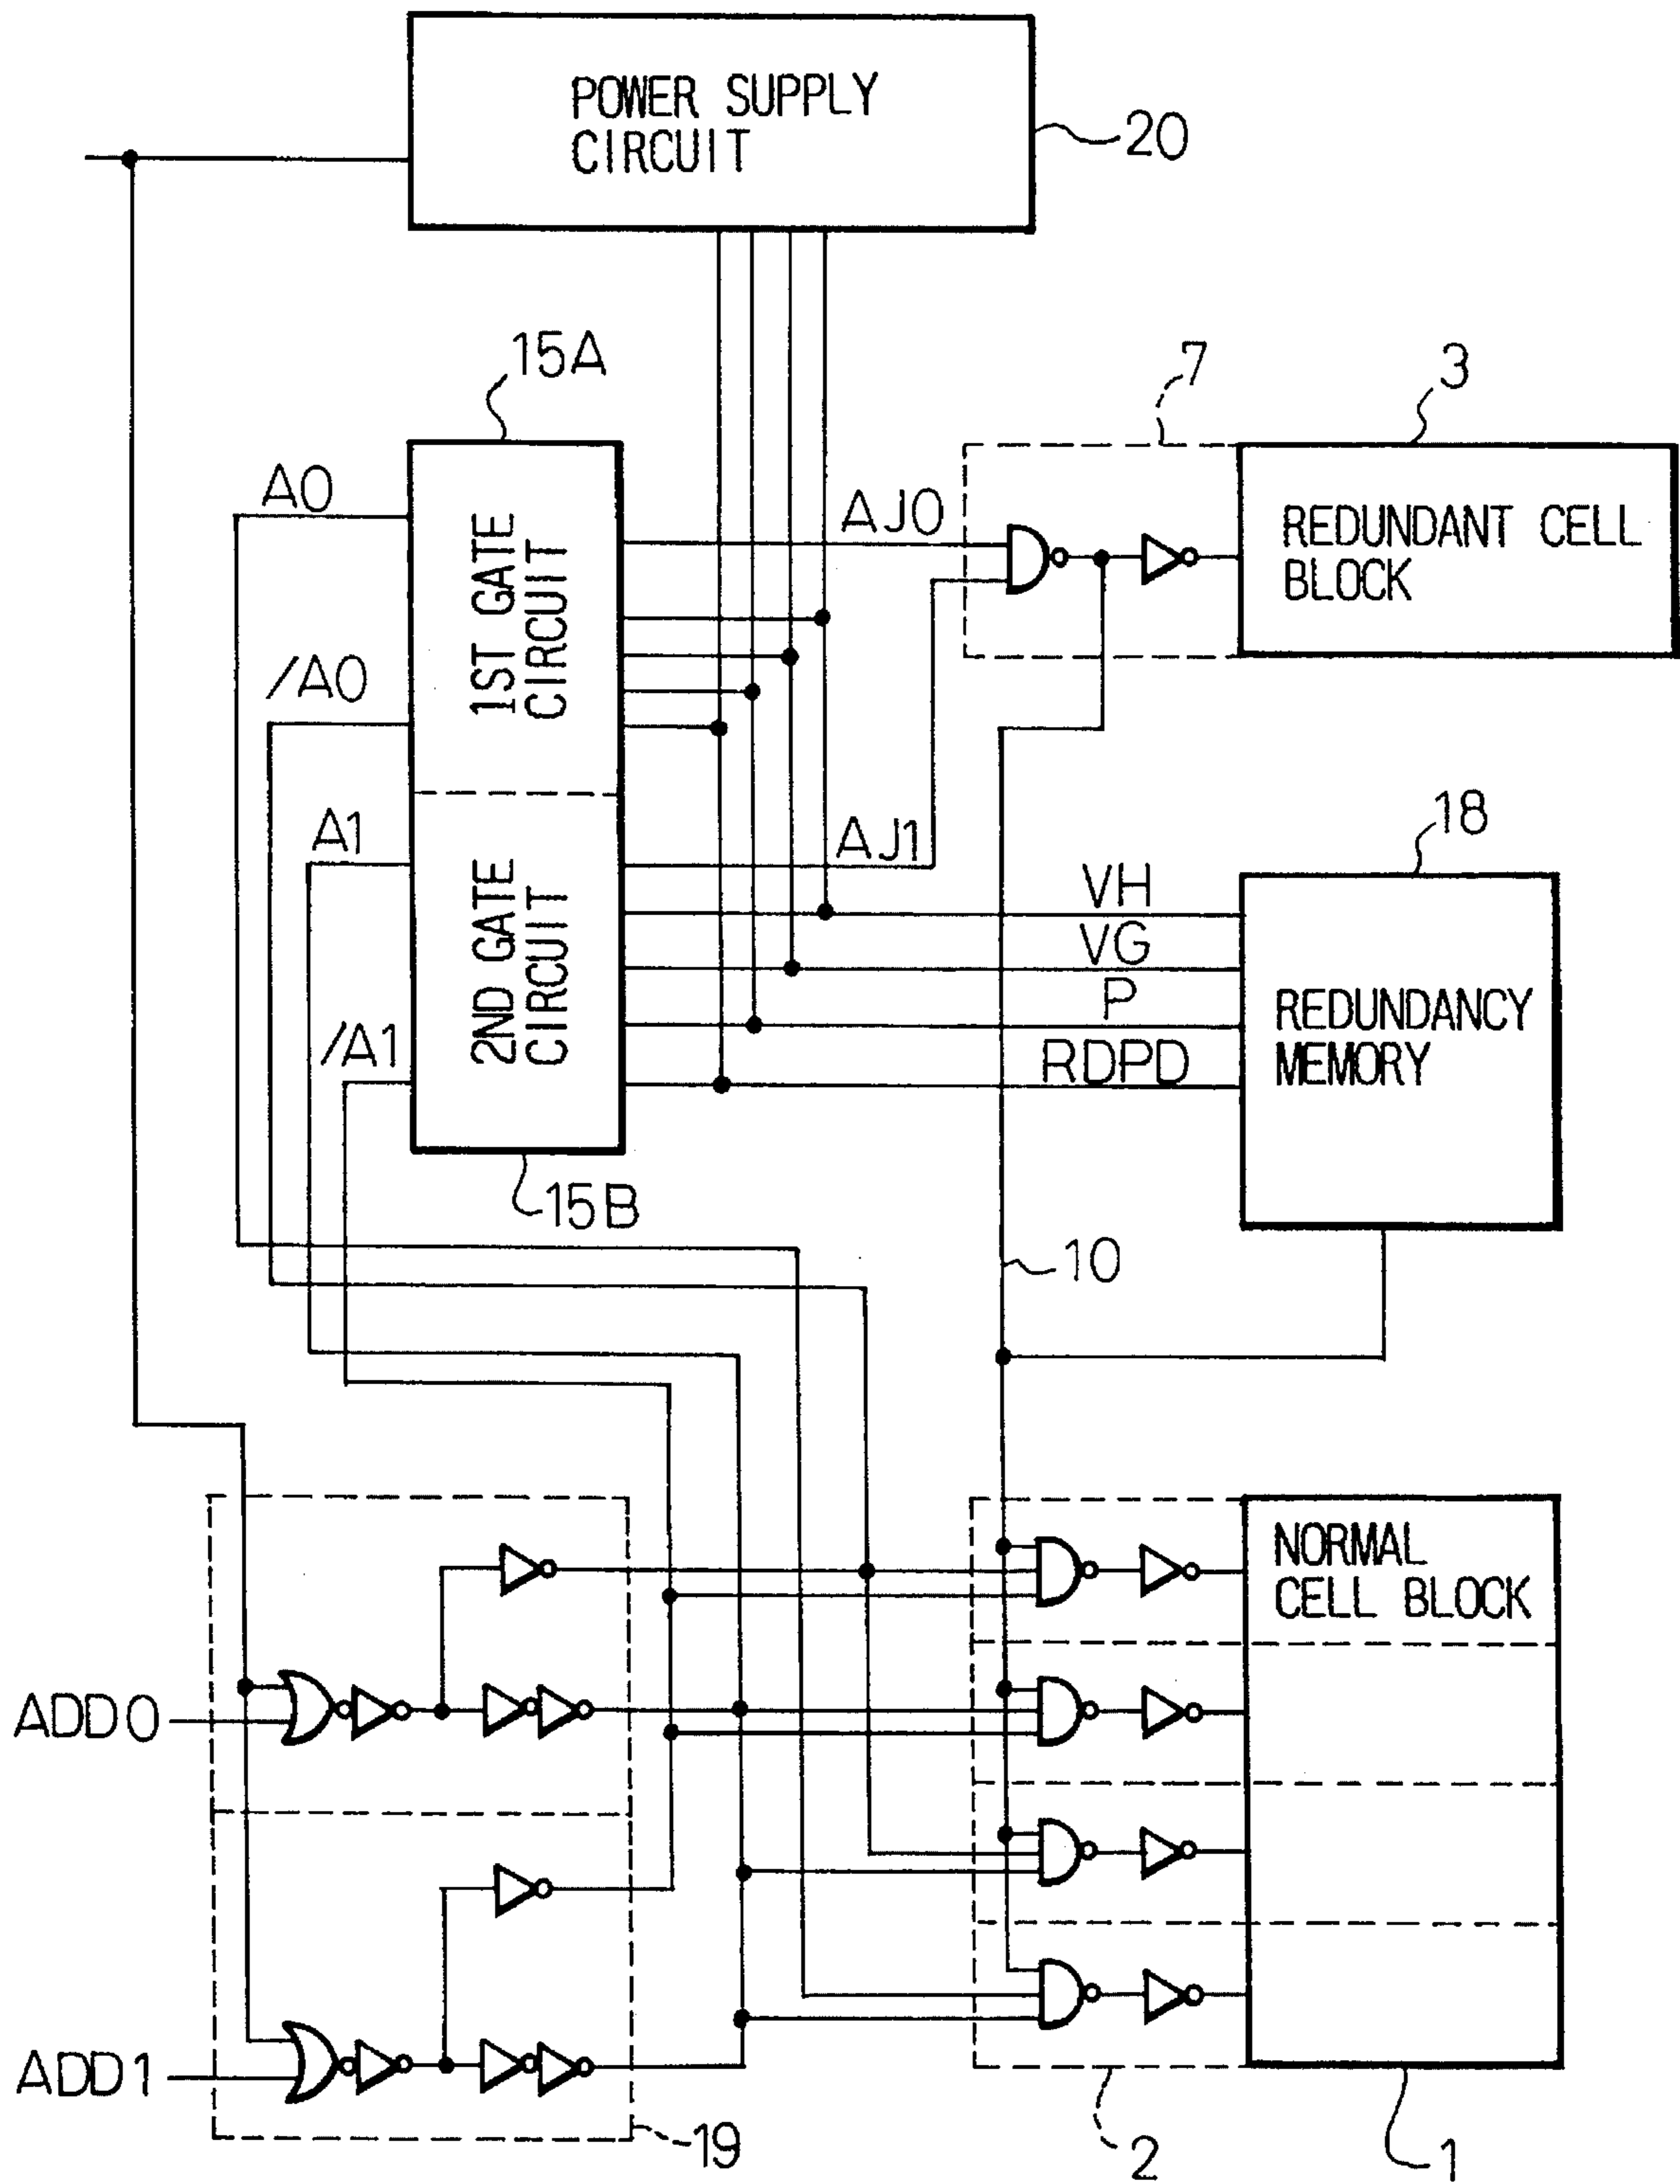 POWER SUPPLY
CIRCUIT
20
15A
7
3
A0
AJ0
REDUNDANT CELL
BLOCK
1ST GATE
CIRCUIT
/A0
18
A1
AJ1
VH
VG
2ND GATE
CIRCUIT
P
REDUNDANCY
MEMORY
/A1
RDPD
15B
10
NORMAL
CELL BLOCK
ADD0
ADD1
19
2
1